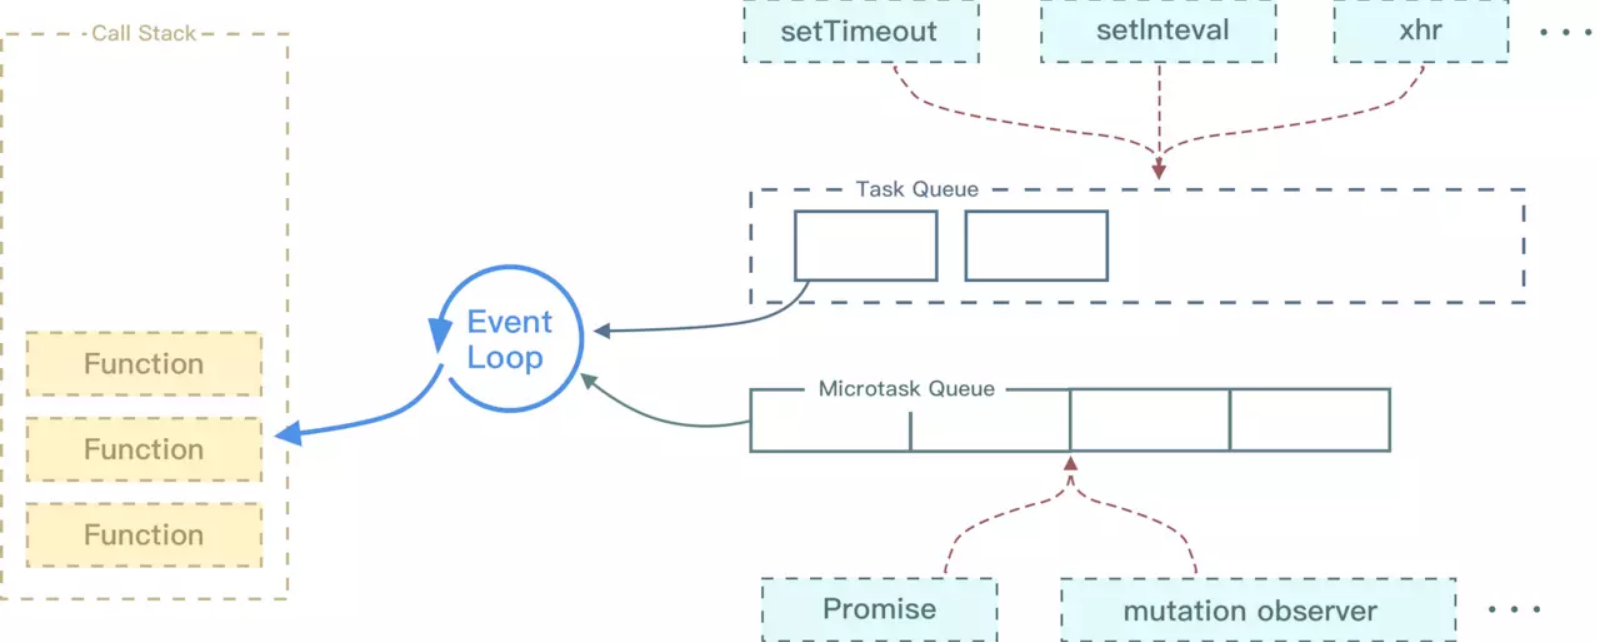 Call Stack
setTimeout
setInteval
xhr
Task Queue
Event
Loop
Function
Microtask Queue
Function
Function
Promise
mutation observer